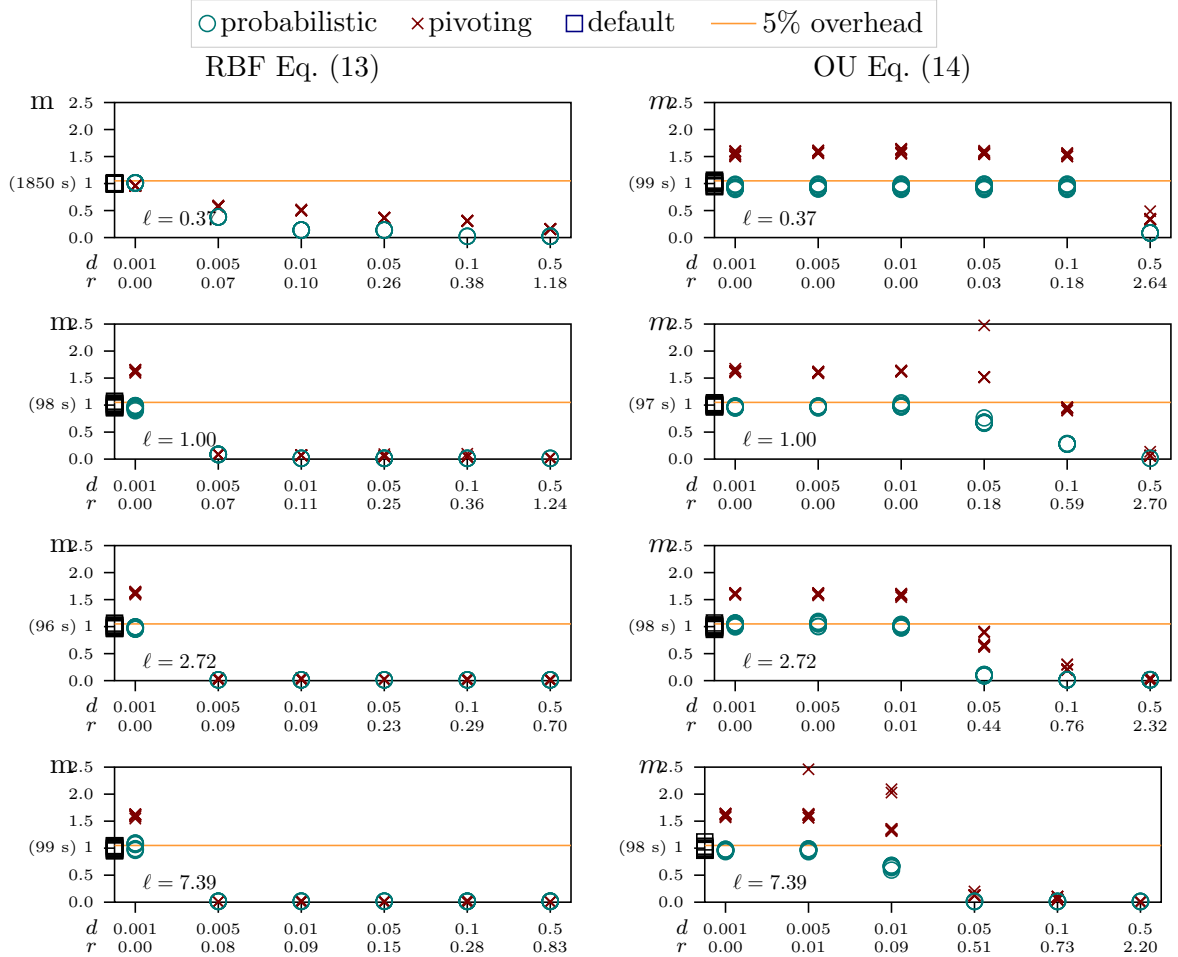 probabilistic pivoting default 5% overhead
RBF Eq. (13) OU Eq. (14)
m
2.5
2.0
1.5
(1850 s) 1
0.5
0.0
ℓ = 0.37
d 0.001 0.005 0.01 0.05 0.1 0.5
r 0.00 0.07 0.10 0.26 0.38 1.18
m
2.5
2.0
1.5
(99 s) 1
0.5
0.0
ℓ = 0.37
d 0.001 0.005 0.01 0.05 0.1 0.5
r 0.00 0.00 0.00 0.03 0.18 2.64
m
2.5
2.0
1.5
(98 s) 1
0.5
0.0
ℓ = 1.00
d 0.001 0.005 0.01 0.05 0.1 0.5
r 0.00 0.07 0.11 0.25 0.36 1.24
m
2.5
2.0
1.5
(97 s) 1
0.5
0.0
ℓ = 1.00
d 0.001 0.005 0.01 0.05 0.1 0.5
r 0.00 0.00 0.00 0.18 0.59 2.70
m
2.5
2.0
1.5
(96 s) 1
0.5
0.0
ℓ = 2.72
d 0.001 0.005 0.01 0.05 0.1 0.5
r 0.00 0.09 0.09 0.23 0.29 0.70
m
2.5
2.0
1.5
(98 s) 1
0.5
0.0
ℓ = 2.72
d 0.001 0.005 0.01 0.05 0.1 0.5
r 0.00 0.00 0.01 0.44 0.76 2.32
m
2.5
2.0
1.5
(99 s) 1
0.5
0.0
ℓ = 7.39
d 0.001 0.005 0.01 0.05 0.1 0.5
r 0.00 0.08 0.09 0.15 0.28 0.83
m
2.5
2.0
1.5
(98 s) 1
0.5
0.0
ℓ = 7.39
d 0.001 0.005 0.01 0.05 0.1 0.5
r 0.00 0.01 0.09 0.51 0.73 2.20